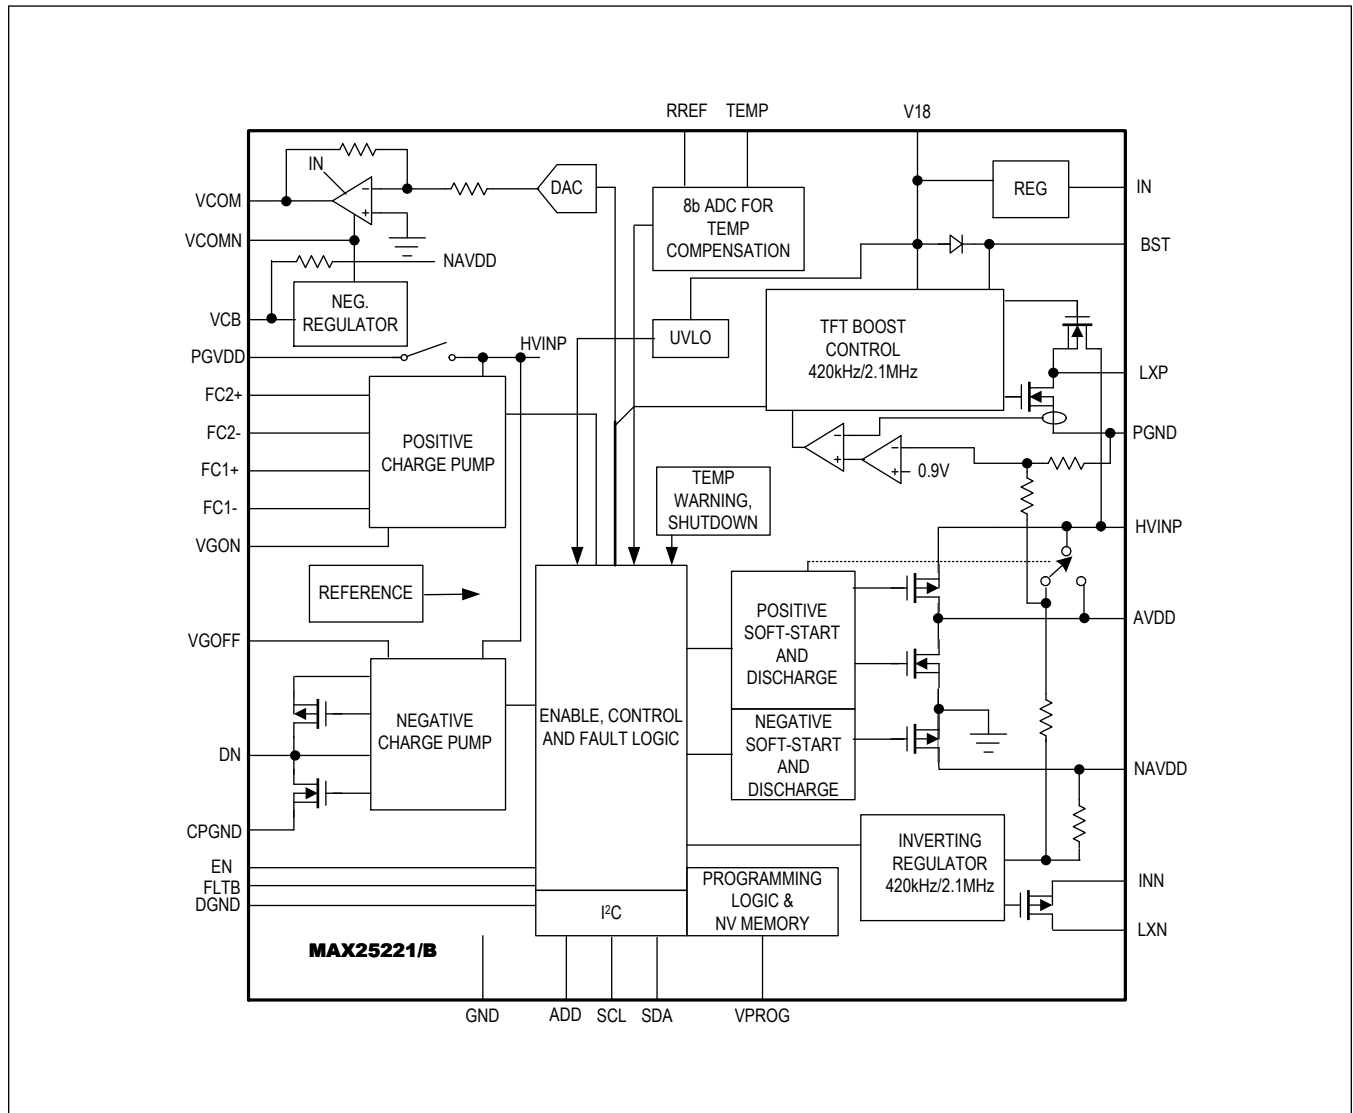 RREF TEMP V18
IN
DAC
REG
IN
VCOM
8b ADC FOR
TEMP
COMPENSATION
VCOMN
BST
NAVDD
NEG.
REGULATOR
VCB
UVLO
TFT BOOST
CONTROL
420kHz/2.1MHz
PGVDD
HVINP
LXP
FC2+
FC2-
FC1+
FC1-
VGON
POSITIVE
CHARGE PUMP
PGND
0.9V
TEMP
WARNING,
SHUTDOWN
HVINP
REFERENCE
POSITIVE
SOFT-START
AND
DISCHARGE
AVDD
VGOFF
NEGATIVE
CHARGE PUMP
ENABLE, CONTROL
AND FAULT LOGIC
NEGATIVE
SOFT-START
AND
DISCHARGE
DN
NAVDD
CPGND
INVERTING
REGULATOR
420kHz/2.1MHz
EN
FLTB
DGND
PROGRAMMING
LOGIC &
NV MEMORY
INN
I²C
LXN
MAX25221/B
GND ADD SCL SDA VPROG